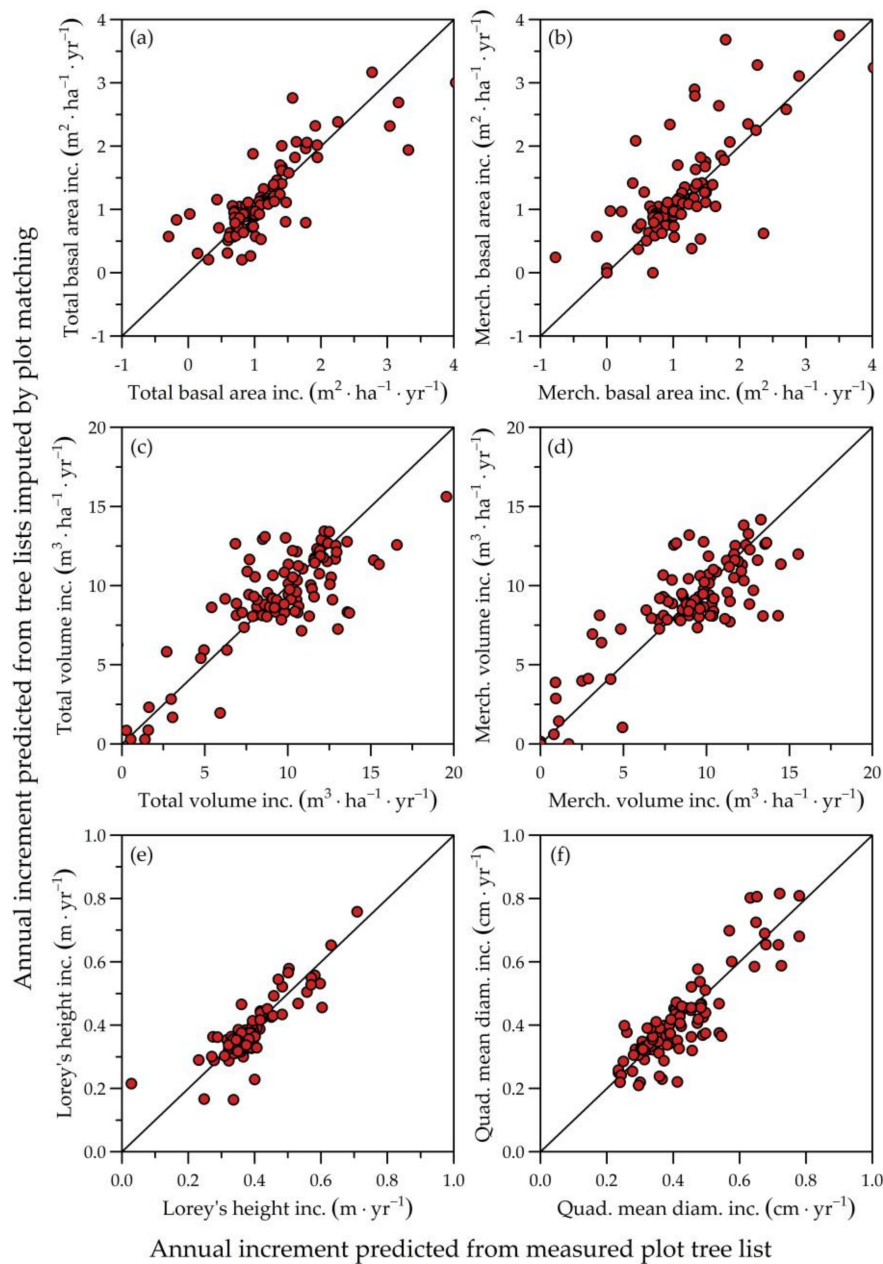 Annual increment predicted from tree lists imputed by plot matching
(a)
Total basal area inc. (m² · ha⁻¹ · yr⁻¹)
4
3
2
1
0
-1
-1 0 1 2 3 4
Total basal area inc. (m² · ha⁻¹ · yr⁻¹)
(b)
Merch. basal area inc. (m² · ha⁻¹ · yr⁻¹)
4
3
2
1
0
-1
-1 0 1 2 3 4
Merch. basal area inc. (m² · ha⁻¹ · yr⁻¹)
(c)
Total volume inc. (m³ · ha⁻¹ · yr⁻¹)
20
15
10
5
0
0 5 10 15 20
Total volume inc. (m³ · ha⁻¹ · yr⁻¹)
(d)
Merch. volume inc. (m³ · ha⁻¹ · yr⁻¹)
20
15
10
5
0
0 5 10 15 20
Merch. volume inc. (m³ · ha⁻¹ · yr⁻¹)
(e)
Lorey's height inc. (m · yr⁻¹)
1.0
0.8
0.6
0.4
0.2
0.0
0.0 0.2 0.4 0.6 0.8 1.0
Lorey's height inc. (m · yr⁻¹)
(f)
Quad. mean diam. inc. (cm · yr⁻¹)
1.0
0.8
0.6
0.4
0.2
0.0
0.0 0.2 0.4 0.6 0.8 1.0
Quad. mean diam. inc. (cm · yr⁻¹)
Annual increment predicted from measured plot tree list